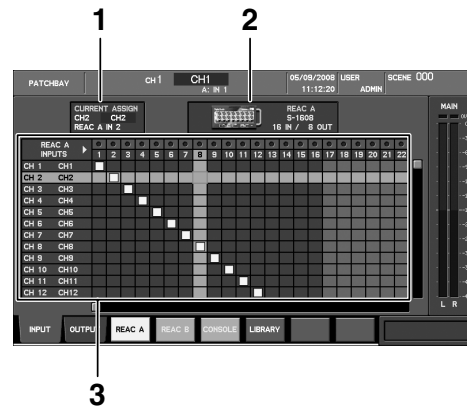 1
2
PATCHBAY
CH 1 CH1
A: IN 1
05/09/2008
11:12:20
USER
ADMIN
SCENE 000
CURRENT ASSIGN
CH2 CH2
REAC A IN 2
REAC A
S-1608
16 IN / 8 OUT
MAIN
REAC A
INPUTS
1 2 3 4 5 6 7 8 9 10 11 12 13 14 15 16 17 18 19 20 21 22
CH 1 CH1
CH 2 CH2
CH 3 CH3
CH 4 CH4
CH 5 CH5
CH 6 CH6
CH 7 CH7
CH 8 CH8
CH 9 CH9
CH 10 CH10
CH 11 CH11
CH 12 CH12
L R
INPUT
OUTPUT
REAC A
REAC B
CONSOLE
LIBRARY
3